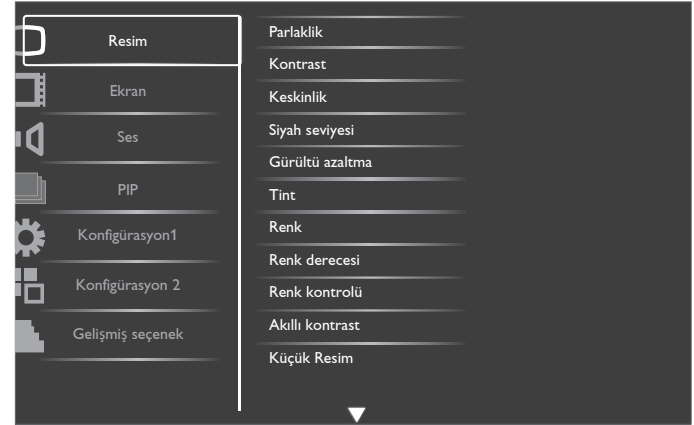 Resim
Ekran
Ses
PIP
Konfigürasyon1
Konfigürasyon 2
Gelişmiş seçenek
Parlaklik
Kontrast
Keskinlik
Siyah seviyesi
Gürültü azaltma
Tint
Renk
Renk derecesi
Renk kontrolü
Akıllı kontrast
Küçük Resim